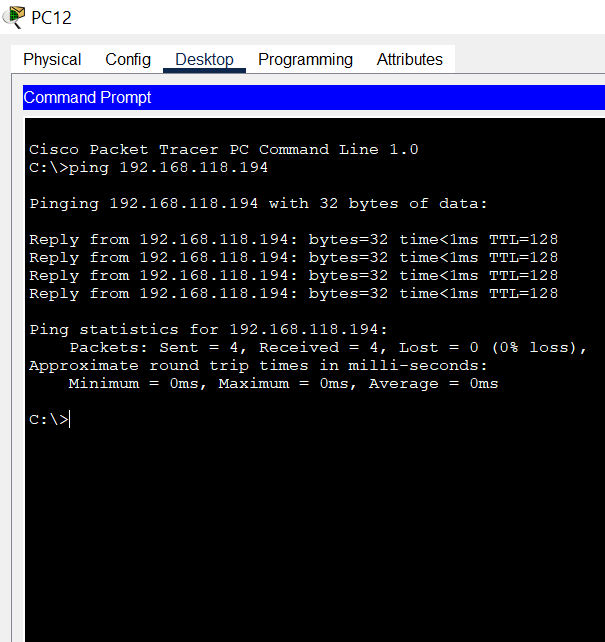 PC12
Physical Config Desktop Programming Attributes
Command Prompt
Cisco Packet Tracer PC Command Line 1.0
C:\>ping 192.168.118.194
Pinging 192.168.118.194 with 32 bytes of data:
Reply from 192.168.118.194: bytes=32 time<1ms TTL=128
Reply from 192.168.118.194: bytes=32 time<1ms TTL=128
Reply from 192.168.118.194: bytes=32 time<1ms TTL=128
Reply from 192.168.118.194: bytes=32 time<1ms TTL=128
Ping statistics for 192.168.118.194:
Packets: Sent = 4, Received = 4, Lost = 0 (0% loss),
Approximate round trip times in milli-seconds:
Minimum = 0ms, Maximum = 0ms, Average = 0ms
C:\>